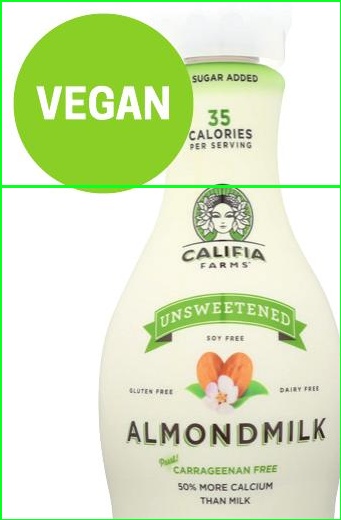 VEGAN
SUGAR ADDED
35
CALORIES
PER SERVING
CALIFIA
FARMS
UNSWEETENED
SOY FREE
GLUTEN FREE
DAIRY FREE
ALMONDMILK
Psst!
CARRAGEENAN FREE
50% MORE CALCIUM
THAN MILK